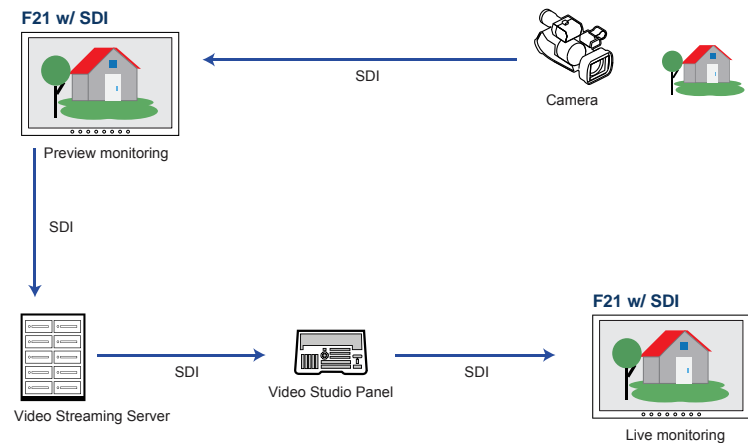 F21 w/ SDI
SDI
Camera
Preview monitoring
SDI
F21 w/ SDI
SDI
SDI
Video Studio Panel
Video Streaming Server
Live monitoring